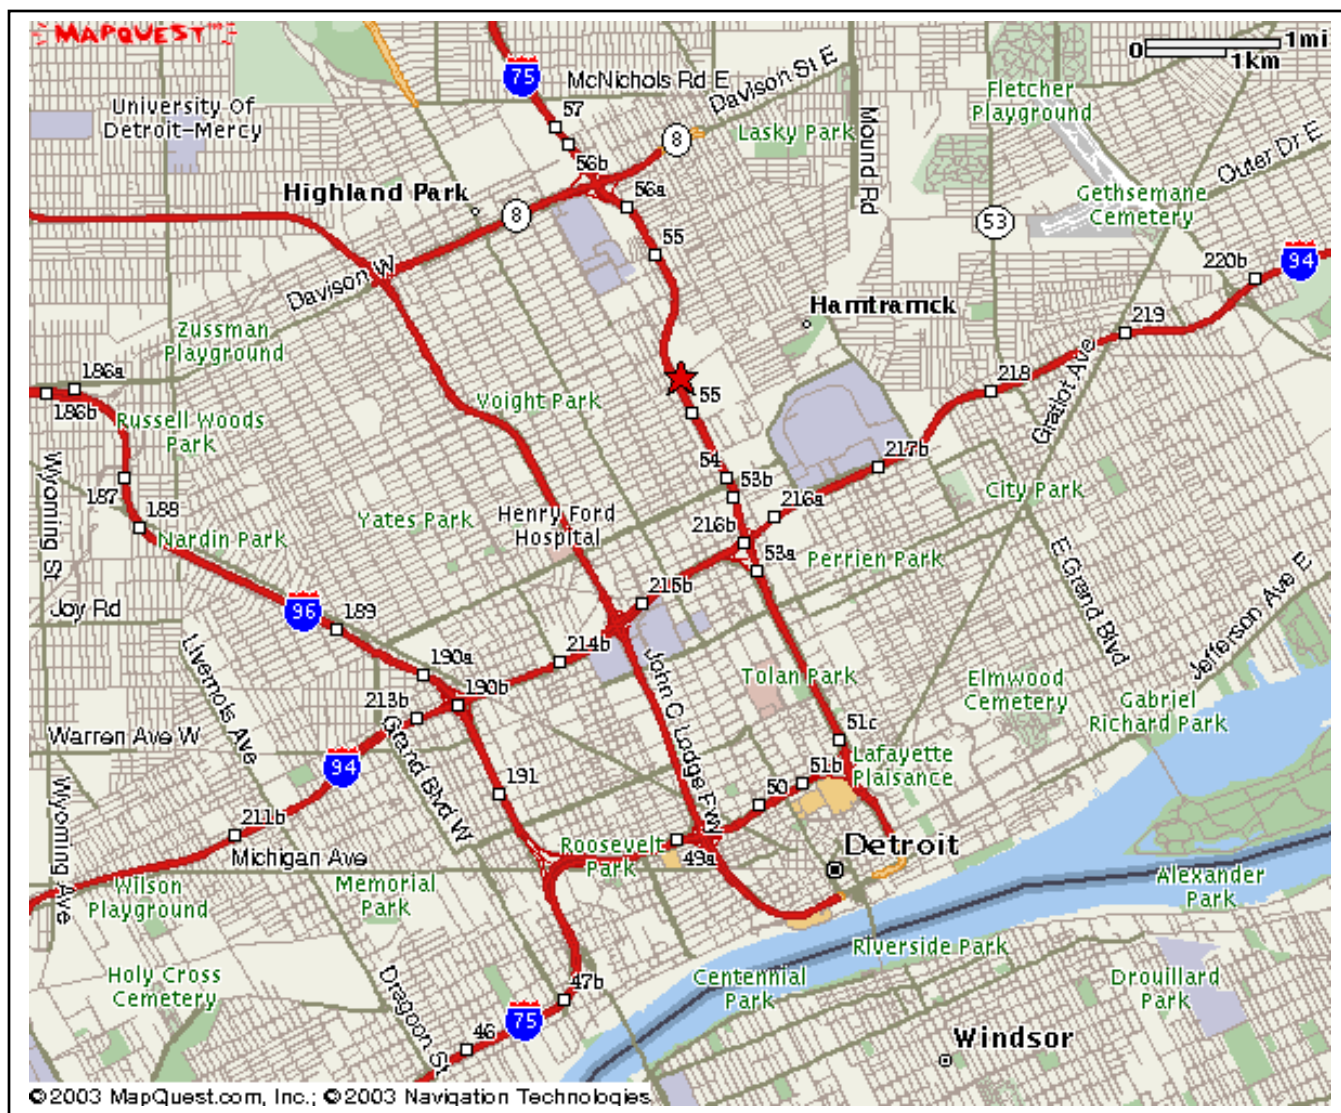 MAPQUEST
75
McNichols Rd E
Davison St E
0
1mi
1km
University Of
Detroit-Mercy
57
8
Lasky Park
Mound Rd
Fletcher
Playground
Outer Dr E
56b
Highland Park
8
56a
53
Gethsemane
Cemetery
55
220b
94
Davison W
Hamtramck
219
Zussman
Playground
186a
186b
Russell Woods
Park
Voight Park
55
218
Gratiot Ave
Wyoming St
187
188
Nardin Park
Yates Park
Henry Ford
Hospital
54
53b
216a
217b
City Park
216b
53a
Perrien Park
E Grand Blvd
Joy Rd
96
189
215b
Jefferson Ave E
Livernois Ave
190a
214b
John C Lodge Fwy
Tolan Park
Elmwood
Cemetery
Gabriel
Richard Park
213b
190b
Warren Ave W
94
Grand Blvd W
51c
Lafayette
Plaisance
Wyoming Ave
191
50
51b
211b
Michigan Ave
Roosevelt
Park
49a
Detroit
Wilson
Playground
Memorial
Park
Alexander
Park
Riverside Park
Holy Cross
Cemetery
Dragoon St
47b
Centennial
Park
Drouillard
Park
46
75
Windsor
©2003 MapQuest.com, Inc.; ©2003 Navigation Technologies